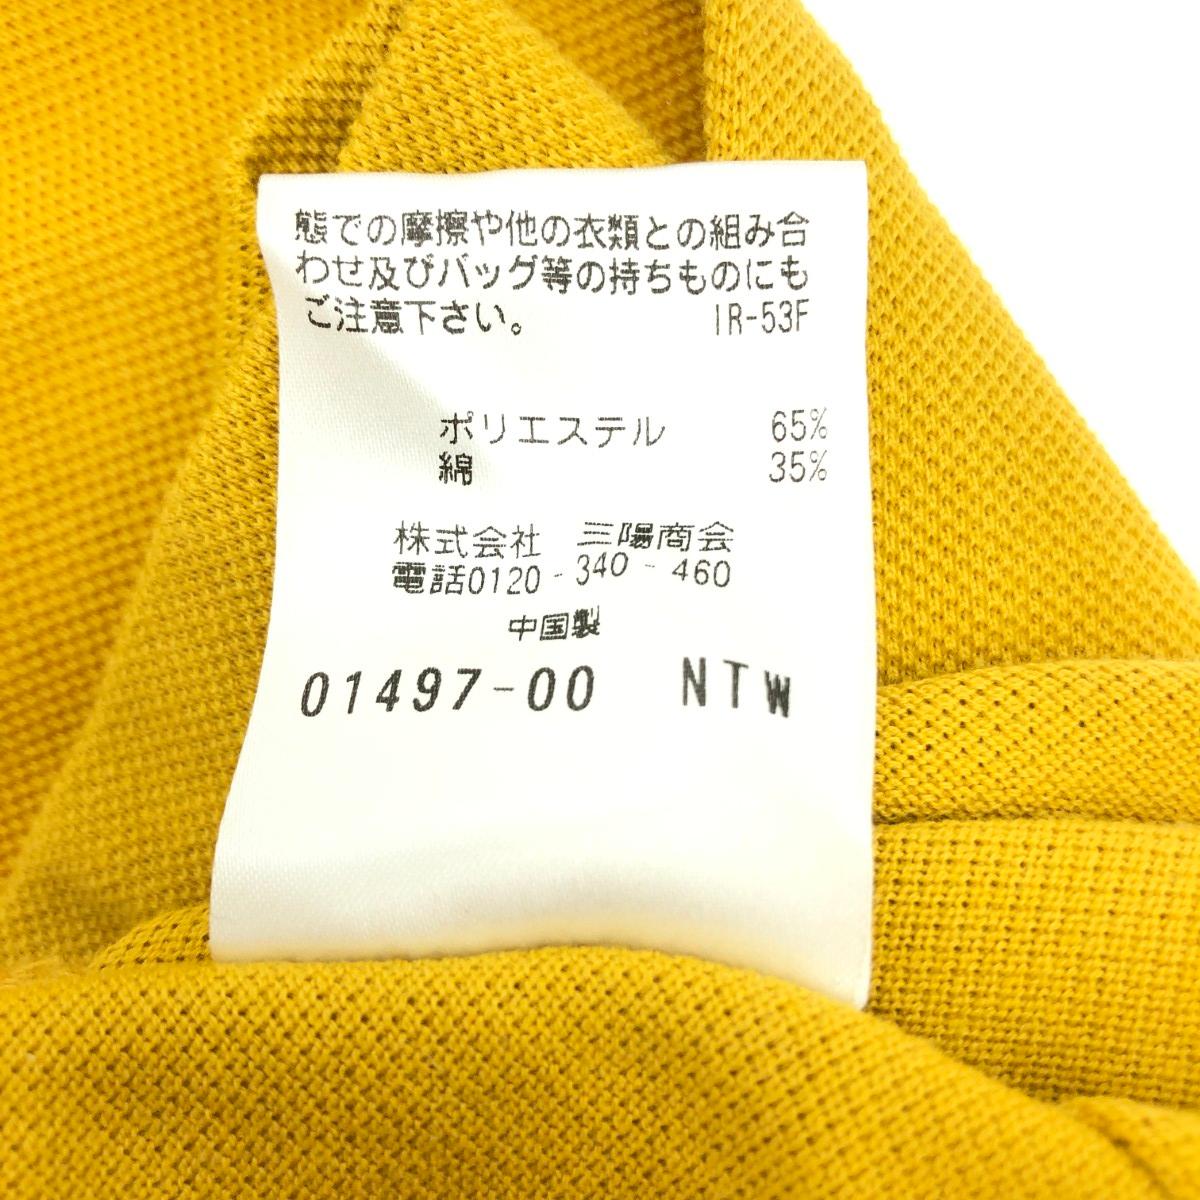 態での摩擦や他の衣類との組み合
わせ及びバッグ等の持ちものにも
ご注意下さい。 IR-53F
ポリエステル 65%
綿 35%
株式会社 三陽商会
電話0120-340-460
中国製
01497-00 NTW